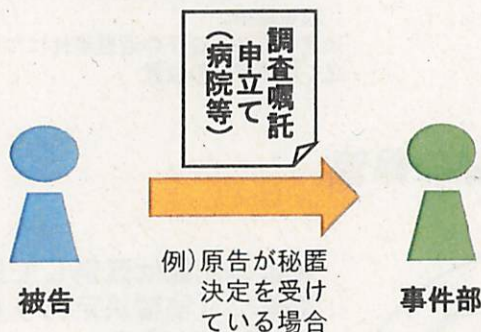 調査嘱託
申立て
（病院等）
例）原告が秘匿
決定を受け
ている場合
被告
事件部